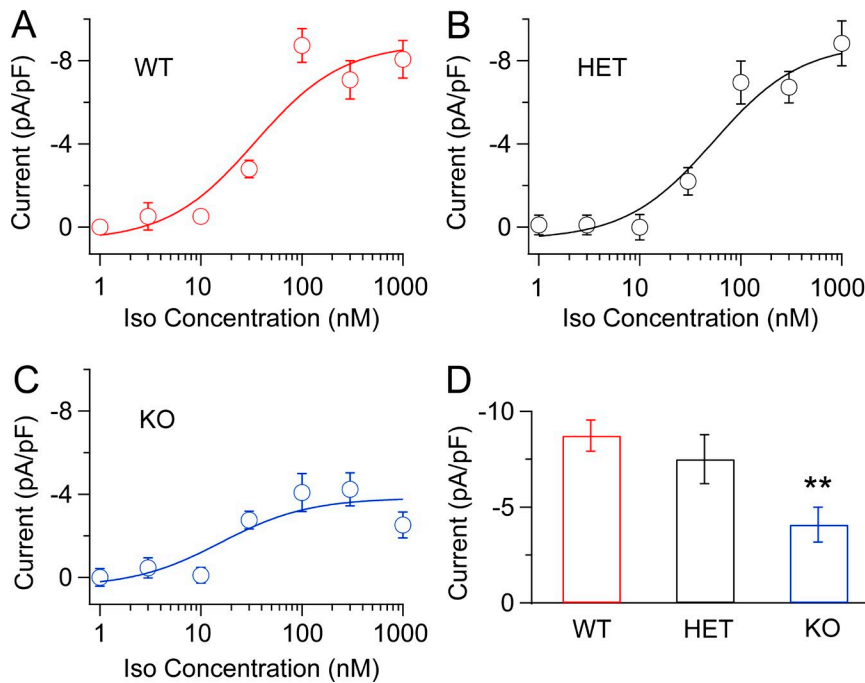 A
WT
Current (pA/pF)
-8
-4
0
1 10 100 1000
Iso Concentration (nM)
B
HET
Current (pA/pF)
-8
-4
0
1 10 100 1000
Iso Concentration (nM)
C
KO
Current (pA/pF)
-8
-4
0
1 10 100 1000
Iso Concentration (nM)
D
Current (pA/pF)
-10
-5
0
**
WT HET KO